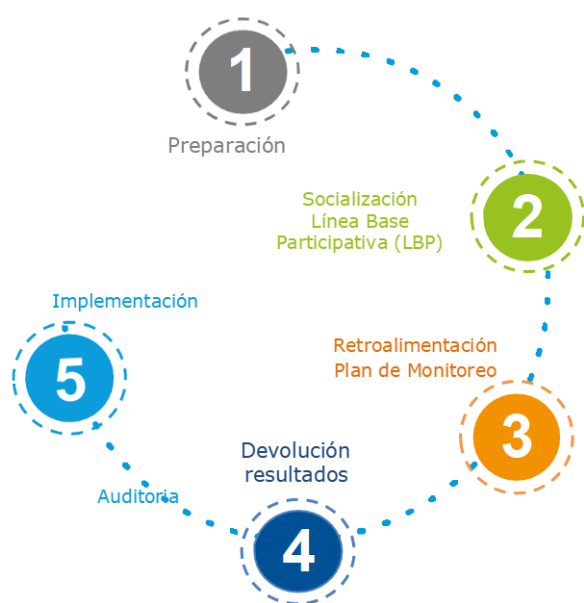 1
Preparación
Socialización
Línea Base
Participativa (LBP)
2
Retroalimentación
Plan de Monitoreo
3
Devolución
resultados
4
Auditoria
Implementación
5